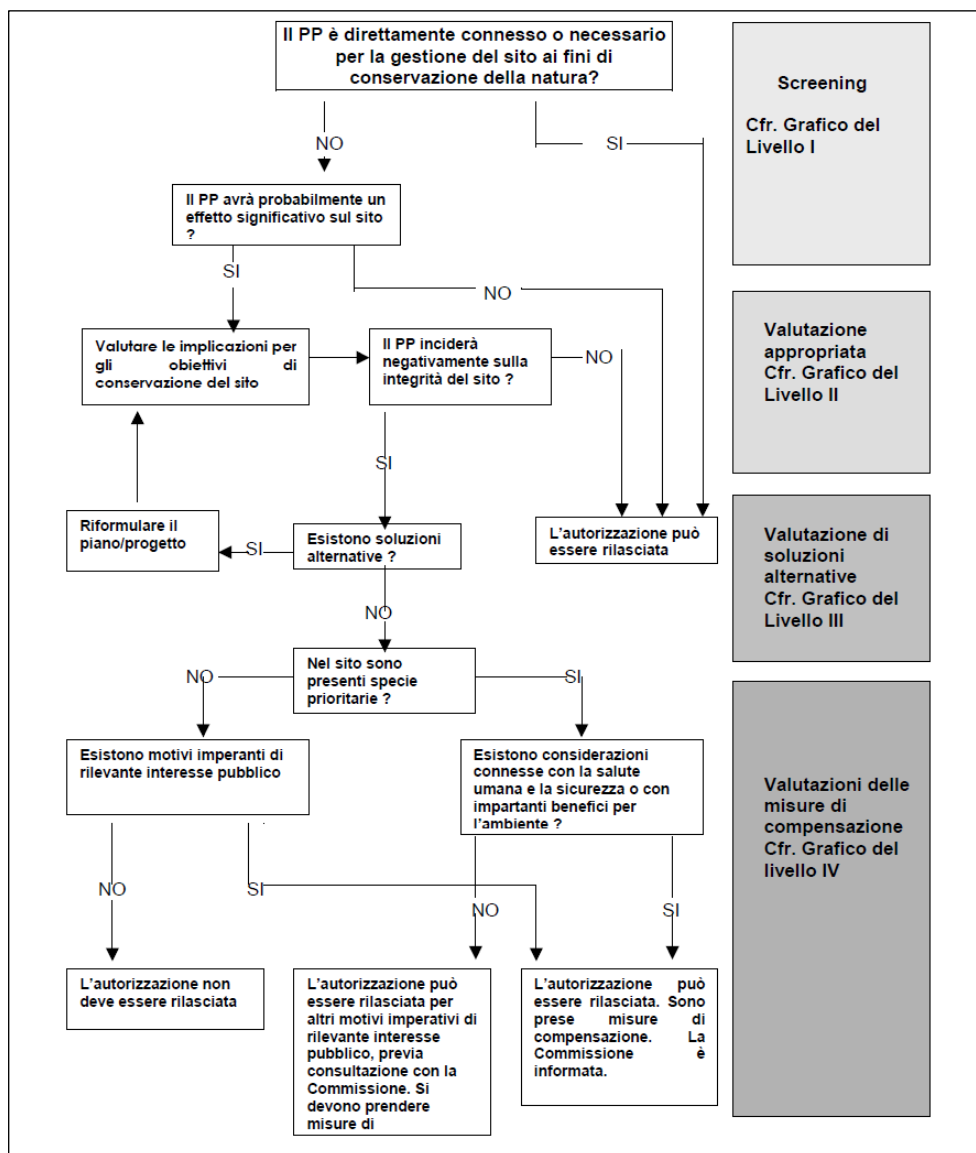 Il PP è direttamente connesso o necessario
per la gestione del sito ai fini di
conservazione della natura?
Screening
Cfr. Grafico del
Livello I
NO
SI
Il PP avrà probabilmente un
effetto significativo sul sito
?
SI
NO
Valutare le implicazioni per
gli obiettivi di
conservazione del sito
Il PP inciderà
negativamente sulla
integrità del sito ?
NO
Valutazione
appropriata
Cfr. Grafico del
Livello II
SI
Riformulare il
piano/progetto
SI
Esistono soluzioni
alternative ?
L'autorizzazione può
essere rilasciata
Valutazione di
soluzioni
alternative
Cfr. Grafico del
Livello III
NO
NO
Nel sito sono
presenti specie
prioritarie ?
SI
Esistono motivi imperanti di
rilevante interesse pubblico
Esistono considerazioni
connesse con la salute
umana e la sicurezza o con
impartanti benefici per
l'ambiente ?
Valutazioni delle
misure di
compensazione
Cfr. Grafico del
livello IV
NO
SI
NO
SI
L'autorizzazione non
deve essere rilasciata
L'autorizzazione può
essere rilasciata per
altri motivi imperativi di
rilevante interesse
pubblico, previa
consultazione con la
Commissione. Si
devono prendere
misure di
L'autorizzazione può
essere rilasciata. Sono
prese misure di
compensazione. La
Commissione è
informata.